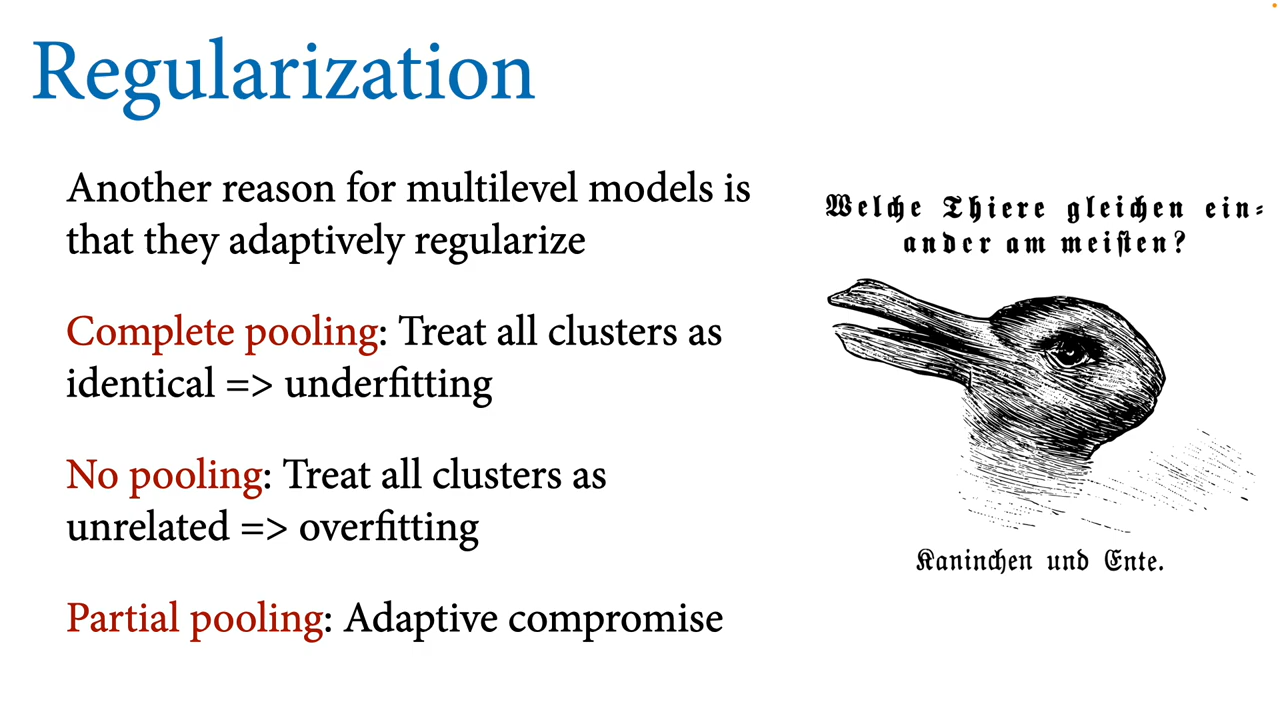 Regularization
Another reason for multilevel models is
that they adaptively regularize
Complete pooling: Treat all clusters as
identical => underfitting
No pooling: Treat all clusters as
unrelated => overfitting
Partial pooling: Adaptive compromise
Welche Thiere gleichen ein-
ander am meisten?
Kaninchen und Ente.